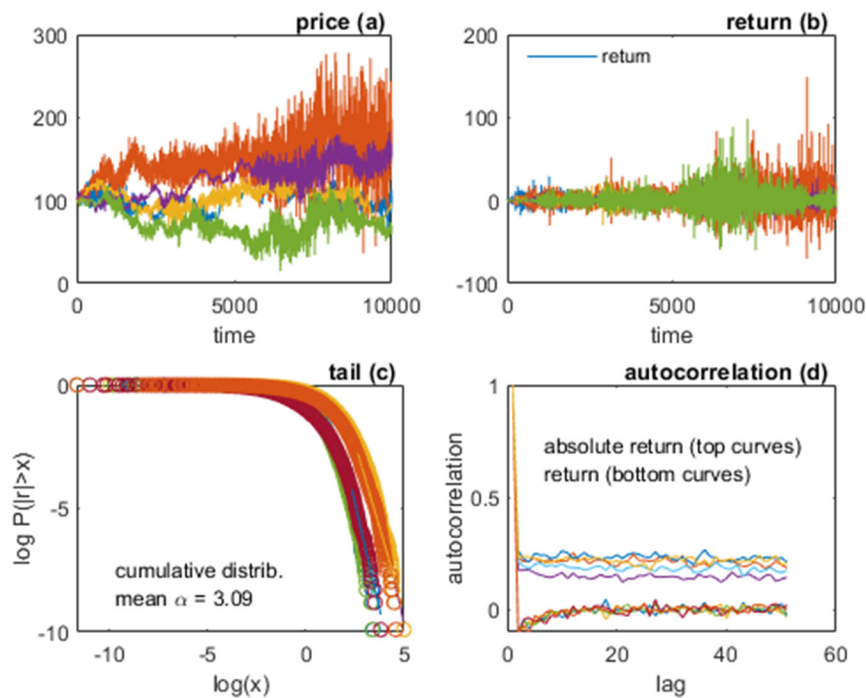 price (a)
300
200
100
0
0
5000
10000
time
return (b)
200
100
0
-100
return
0
5000
10000
time
tail (c)
0
-5
-10
log P(|r|>x)
cumulative distrib.
mean α = 3.09
-10
-5
0
5
log(x)
autocorrelation (d)
1
0.5
0
autocorrelation
absolute return (top curves)
return (bottom curves)
0
20
40
60
lag